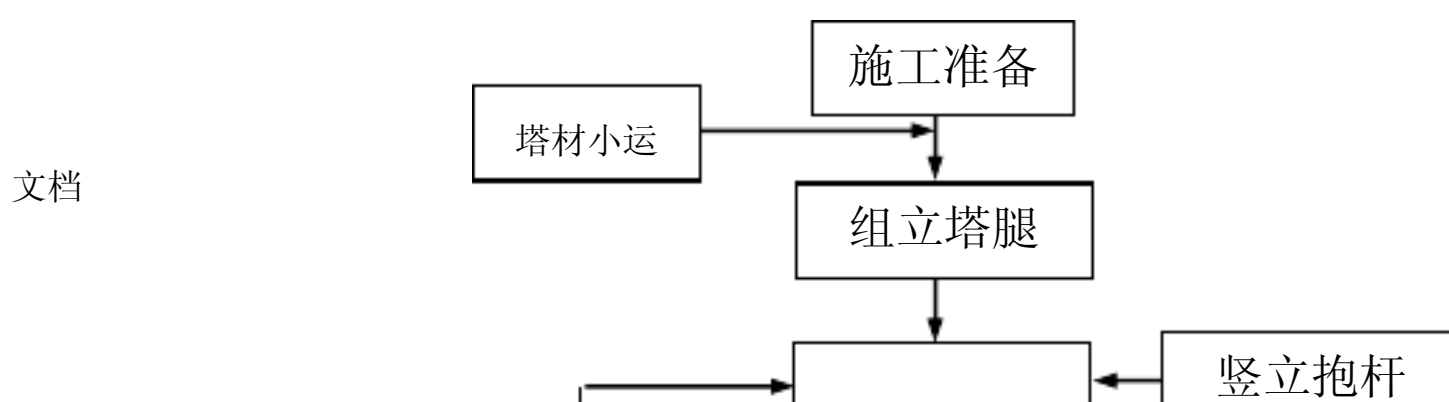 施工准备
塔材小运
文档
组立塔腿
竖立抱杆